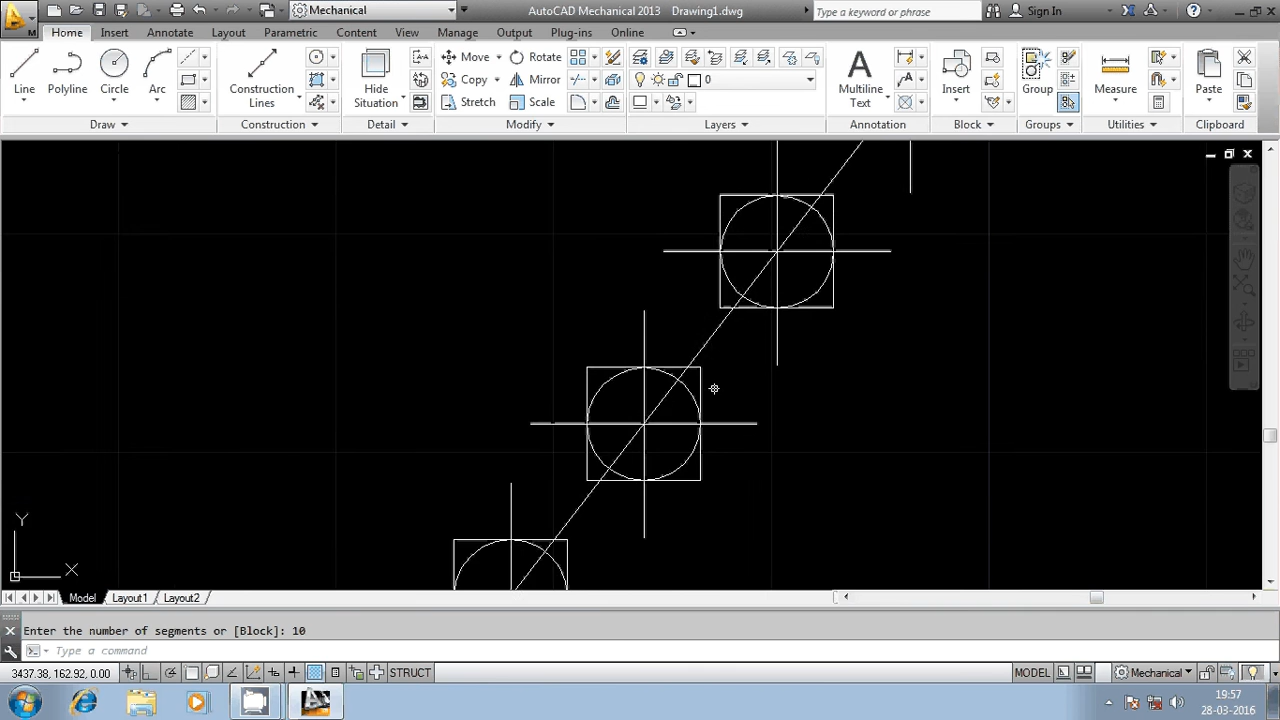 Mechanical
AutoCAD Mechanical 2013 Drawing1.dwg
Type a keyword or phrase
Sign In
M
Home Insert Annotate Layout Parametric Content View Manage Output Plug-ins Online
Line Polyline Circle Arc
Construction Lines
Hide Situation
Move Rotate
Copy Mirror
Stretch Scale
0
Multiline Text
Insert
Group
Measure
Paste
Draw Construction Detail Modify Layers Annotation Block Groups Utilities Clipboard
Y
X
Model Layout1 Layout2
Enter the number of segments or [Block]: 10
Type a command
3437.38, 162.92, 0.00
STRUCT
MODEL
Mechanical
19:57
28-03-2016